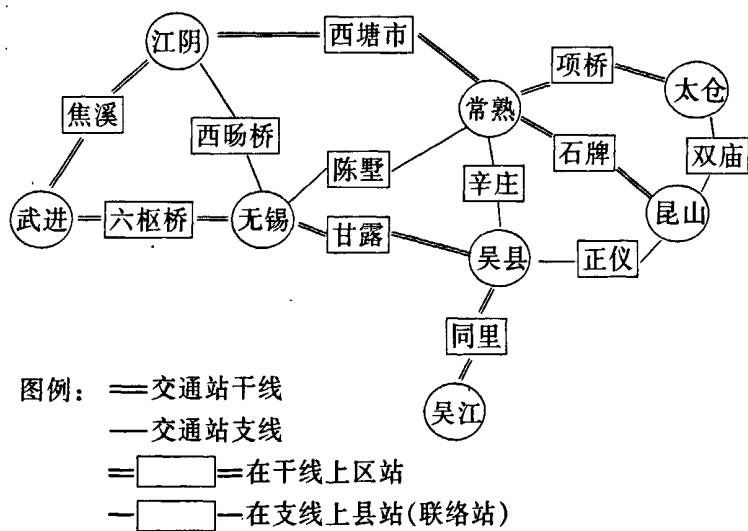 江阴
西塘市
项桥
太仓
焦溪
常熟
西旸桥
石牌
双庙
陈墅
辛庄
武进
六枢桥
无锡
甘露
昆山
吴县
正仪
同里
吴江
图例：
交通站干线
交通站支线
在干线上区站
在支线上县站(联络站)